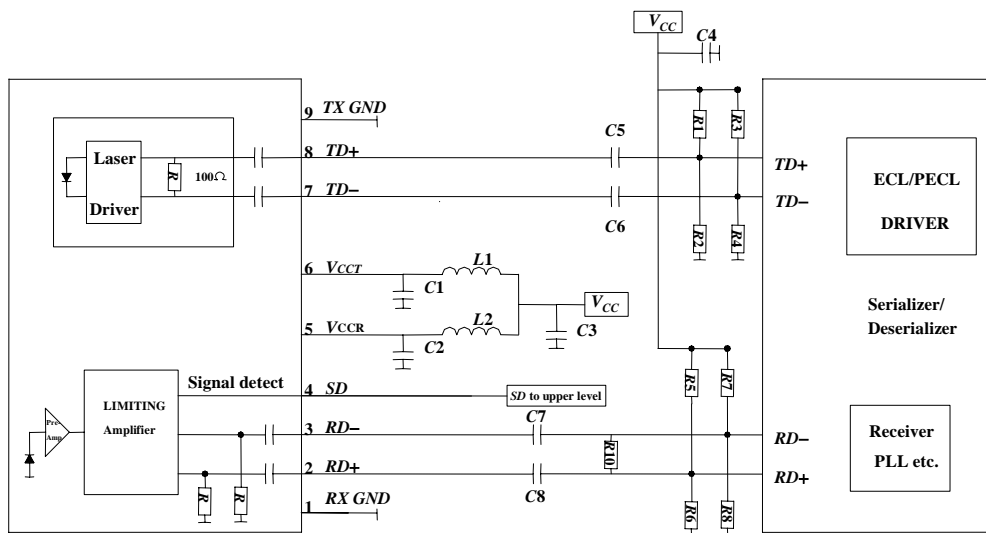 VCC
C4
9 TX GND
R1
R3
C5
Laser
Driver
R
100Ω
8 TD+
TD+
7 TD−
TD−
C6
R2
R4
ECL/PECL
DRIVER
6 VCCT
L1
C1
VCC
C3
5 VCCR
L2
C2
Serializer/
Deserializer
Signal detect
4 SD
SD to upper level
R5
R7
LIMITING
Amplifier
Pre-
Amp
C7
3 RD−
RD−
R10
Receiver
PLL etc.
2 RD+
RD+
C8
R
R
1 RX GND
R6
R8